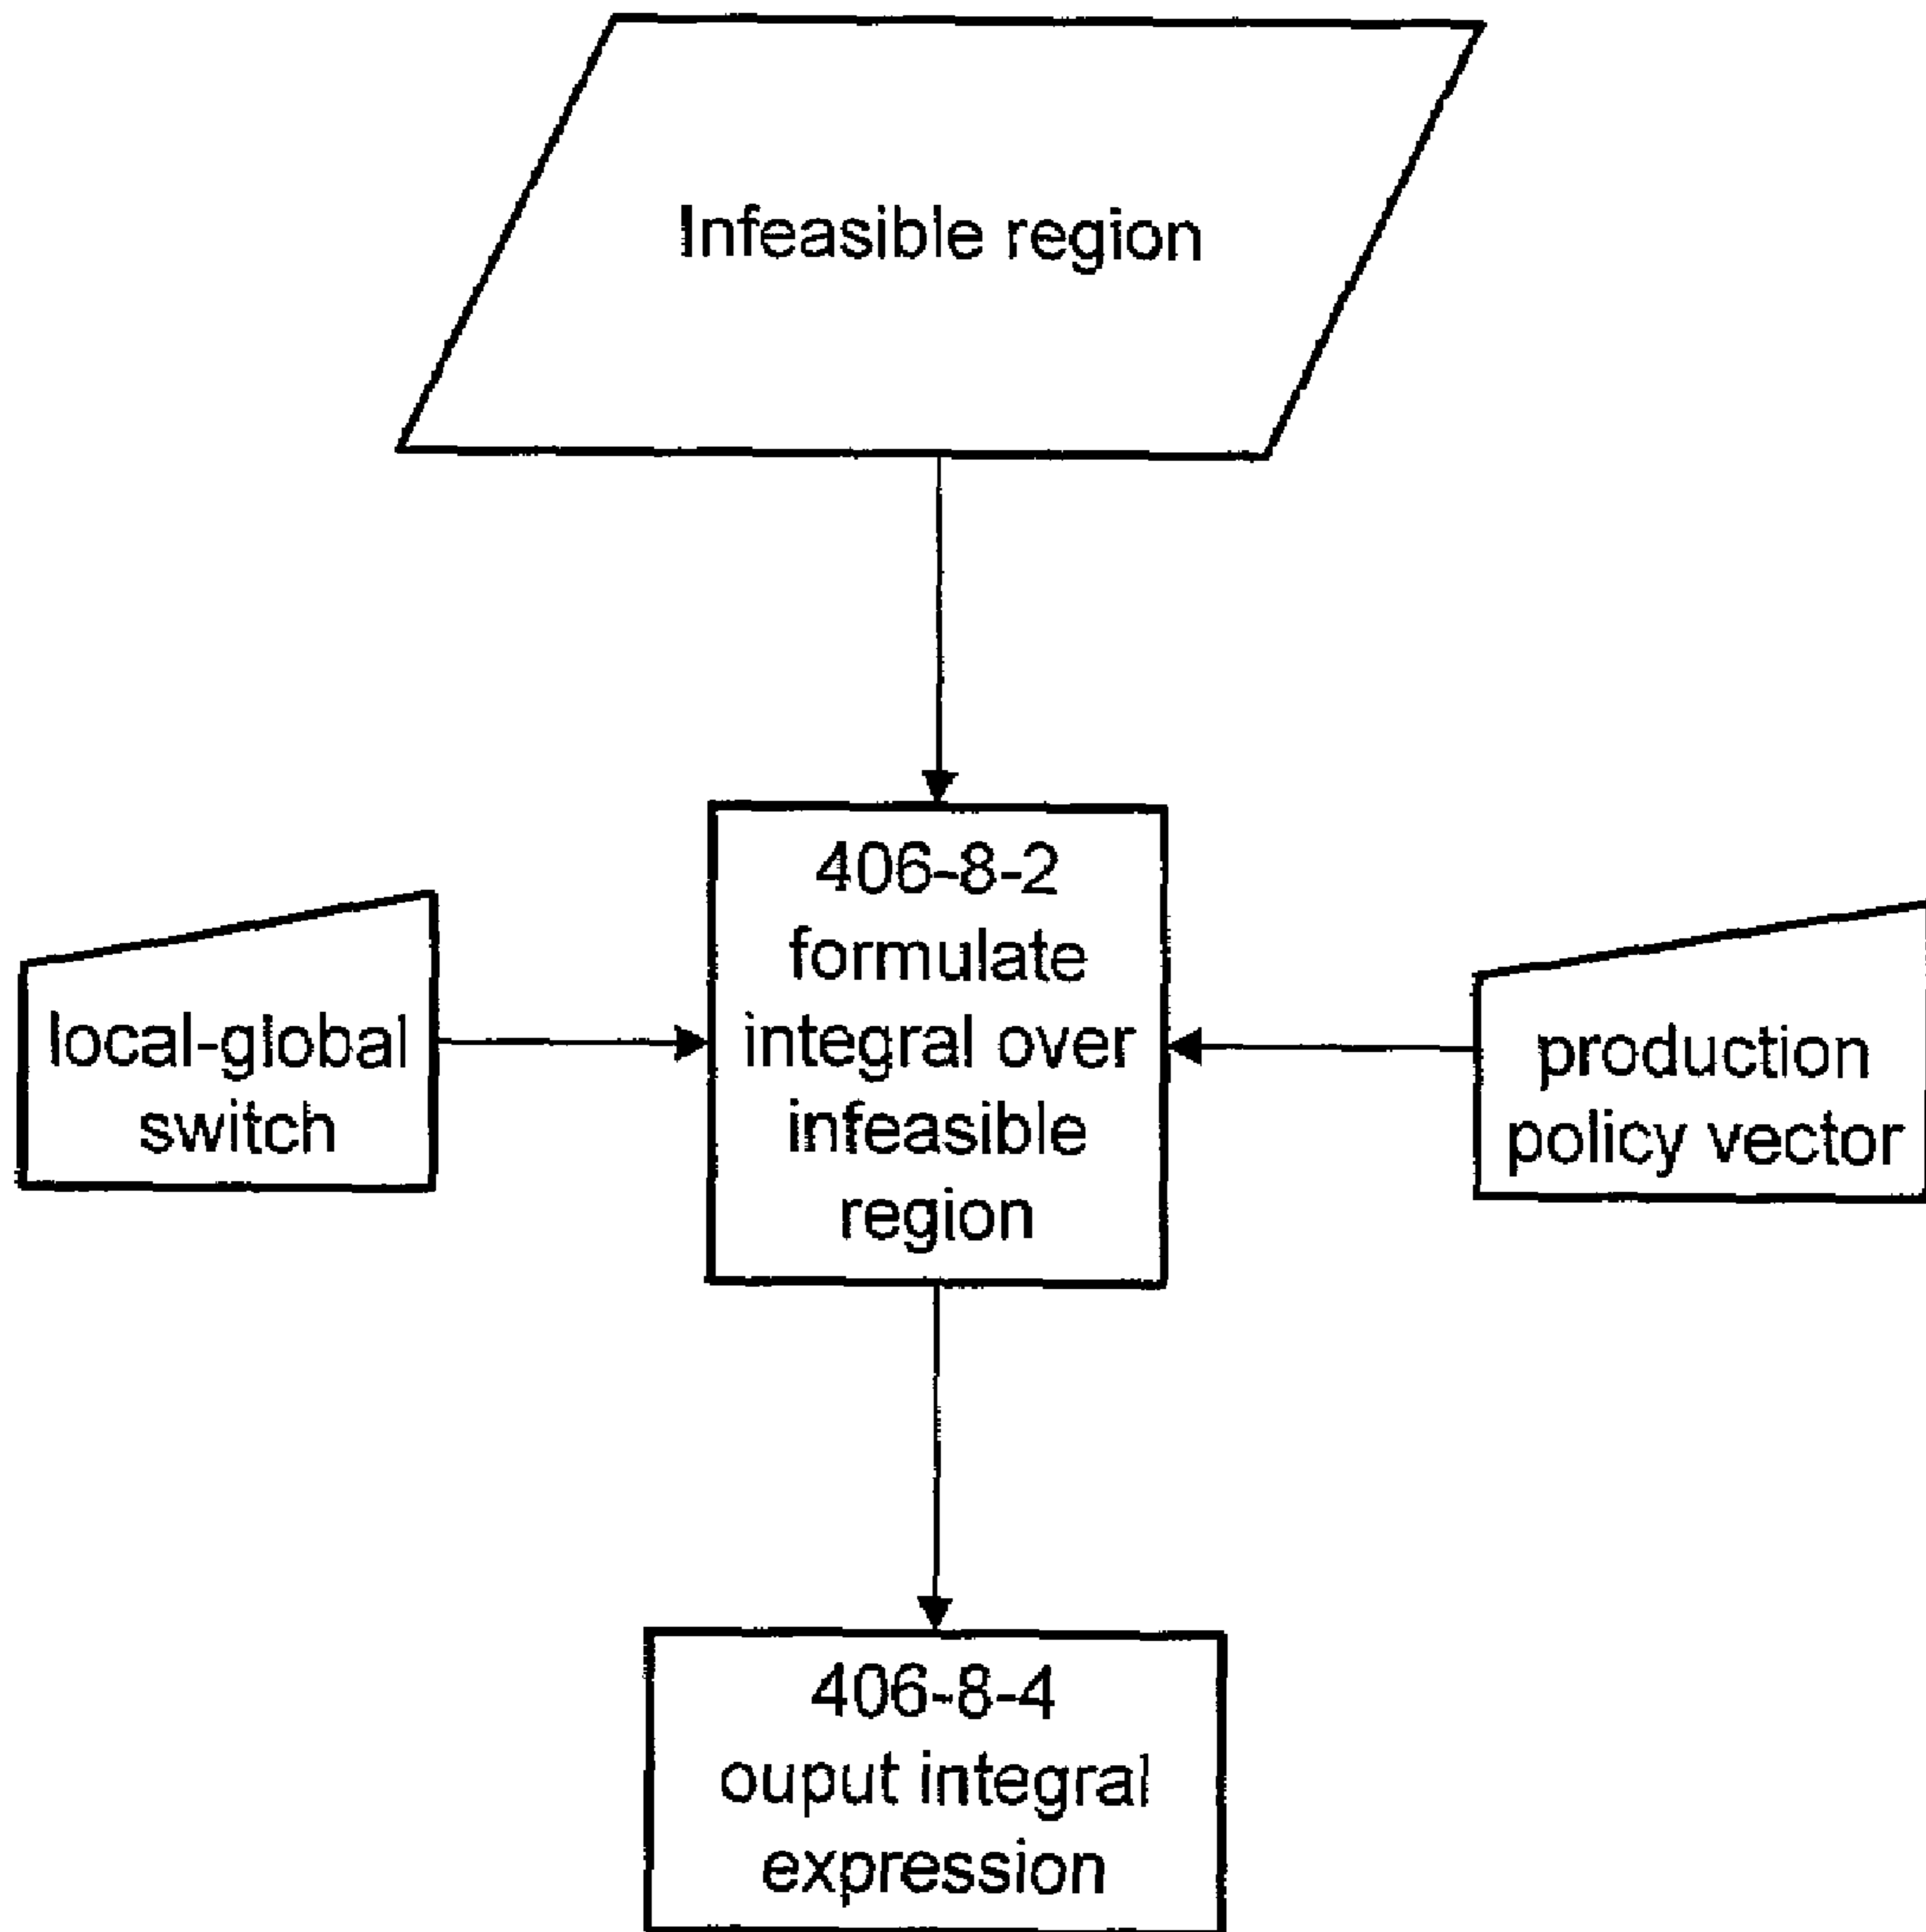 Infeasible region
406-8-2
formulate
integral over
infeasible
region
local-global
switch
production
policy vector
406-8-4
ouput integral
expression